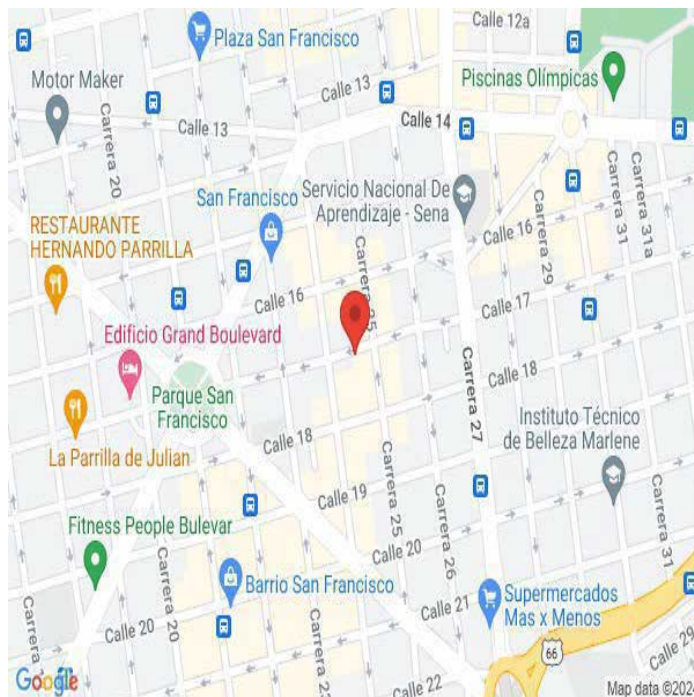 Calle 12a
Plaza San Francisco
Piscinas Olímpicas
Motor Maker
Calle 13
Calle 14
Calle 13
Carrera 20
San Francisco
Servicio Nacional De
Aprendizaje - Sena
Carrera 31
Carrera 31a
Carrera 29
RESTAURANTE
HERNANDO PARRILLA
Calle 16
Calle 16
Carrera 25
Calle 17
Edificio Grand Boulevard
Parque San
Francisco
Calle 18
Carrera 27
Instituto Técnico
de Belleza Marlene
La Parrilla de Julian
Calle 18
Calle 19
Carrera 25
Carrera 26
Carrera 31
Fitness People Bulevar
Calle 20
Barrio San Francisco
Supermercados
Mas x Menos
Calle 21
Carrera 20
Calle 20
66
Calle 29
Calle 22
Google
Map data ©202